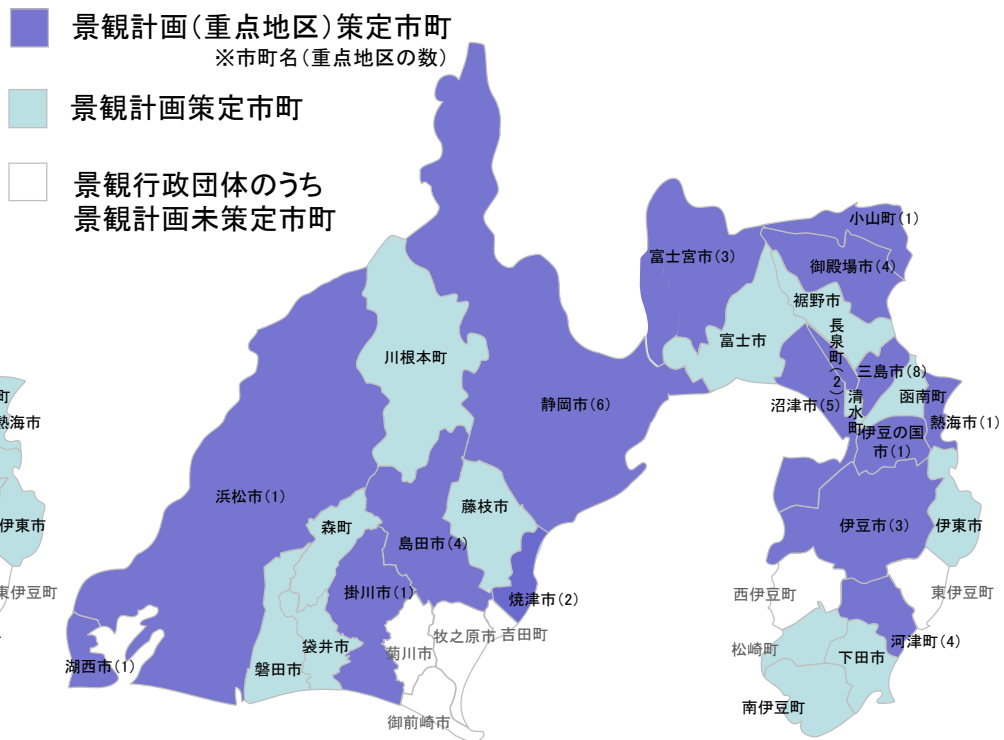 景観計画(重点地区)策定市町
※市町名(重点地区の数)
景観計画策定市町
景観行政団体のうち
景観計画未策定市町
小山町(1)
富士宮市(3)
御殿場市(4)
裾野市
長泉町(2)
富士市
川根本町
三島市(8)
函南町
清水町
静岡市(6)
沼津市(5)
熱海市(1)
伊豆の国
市(1)
町
熱海市
浜松市(1)
藤枝市
森町
伊東市
島田市(4)
伊豆市(3)
伊東市
掛川市(1)
焼津市(2)
東伊豆町
西伊豆町
東伊豆町
牧之原市
吉田町
袋井市
菊川市
松崎町
河津町(4)
湖西市(1)
磐田市
下田市
南伊豆町
御前崎市